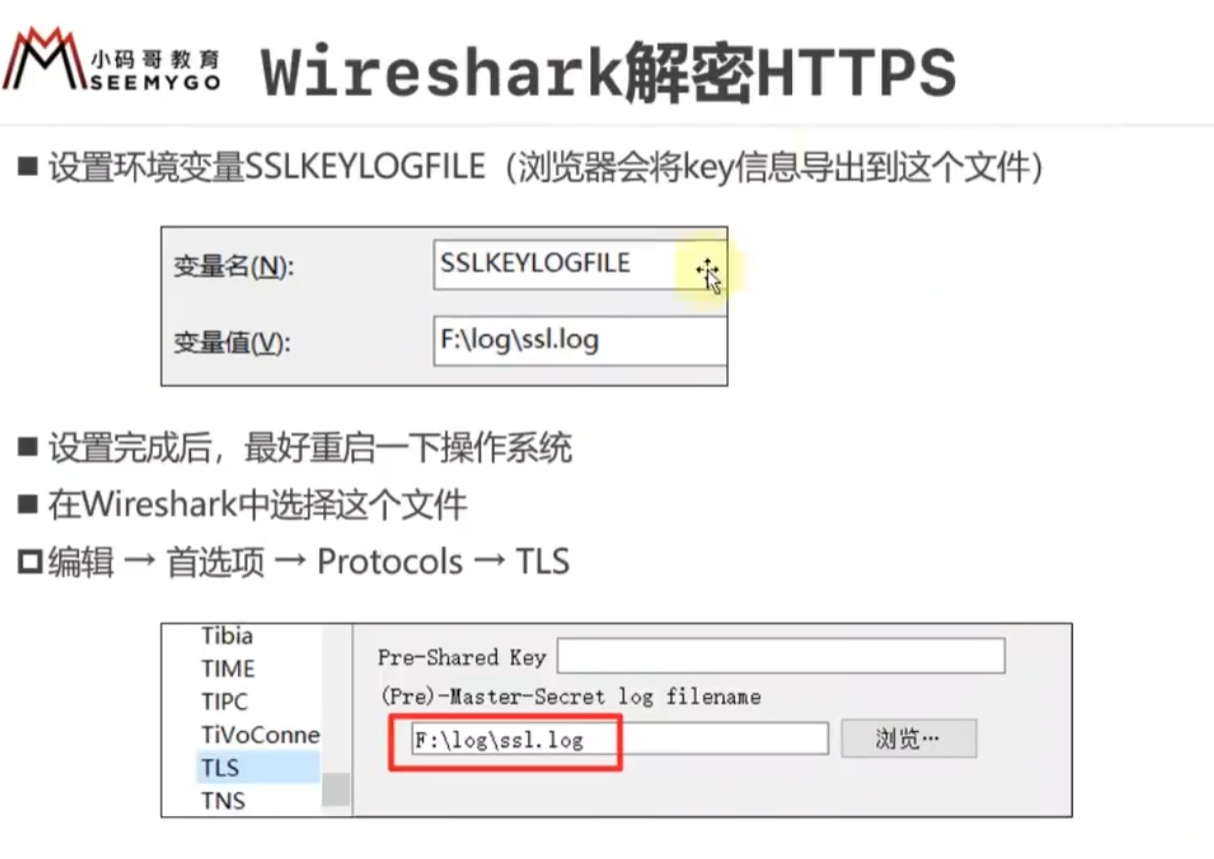 小码哥教育
SEEMYGO
Wireshark解密HTTPS
设置环境变量SSLKEYLOGFILE（浏览器会将key信息导出到这个文件）
变量名(N):
SSLKEYLOGFILE
变量值(V):
F:\log\ssl.log
设置完成后，最好重启一下操作系统
在Wireshark中选择这个文件
编辑 → 首选项 → Protocols → TLS
Tibia
TIME
TIPC
TiVoConne
TLS
TNS
Pre-Shared Key
(Pre)-Master-Secret log filename
F:\log\ssl.log
浏览…